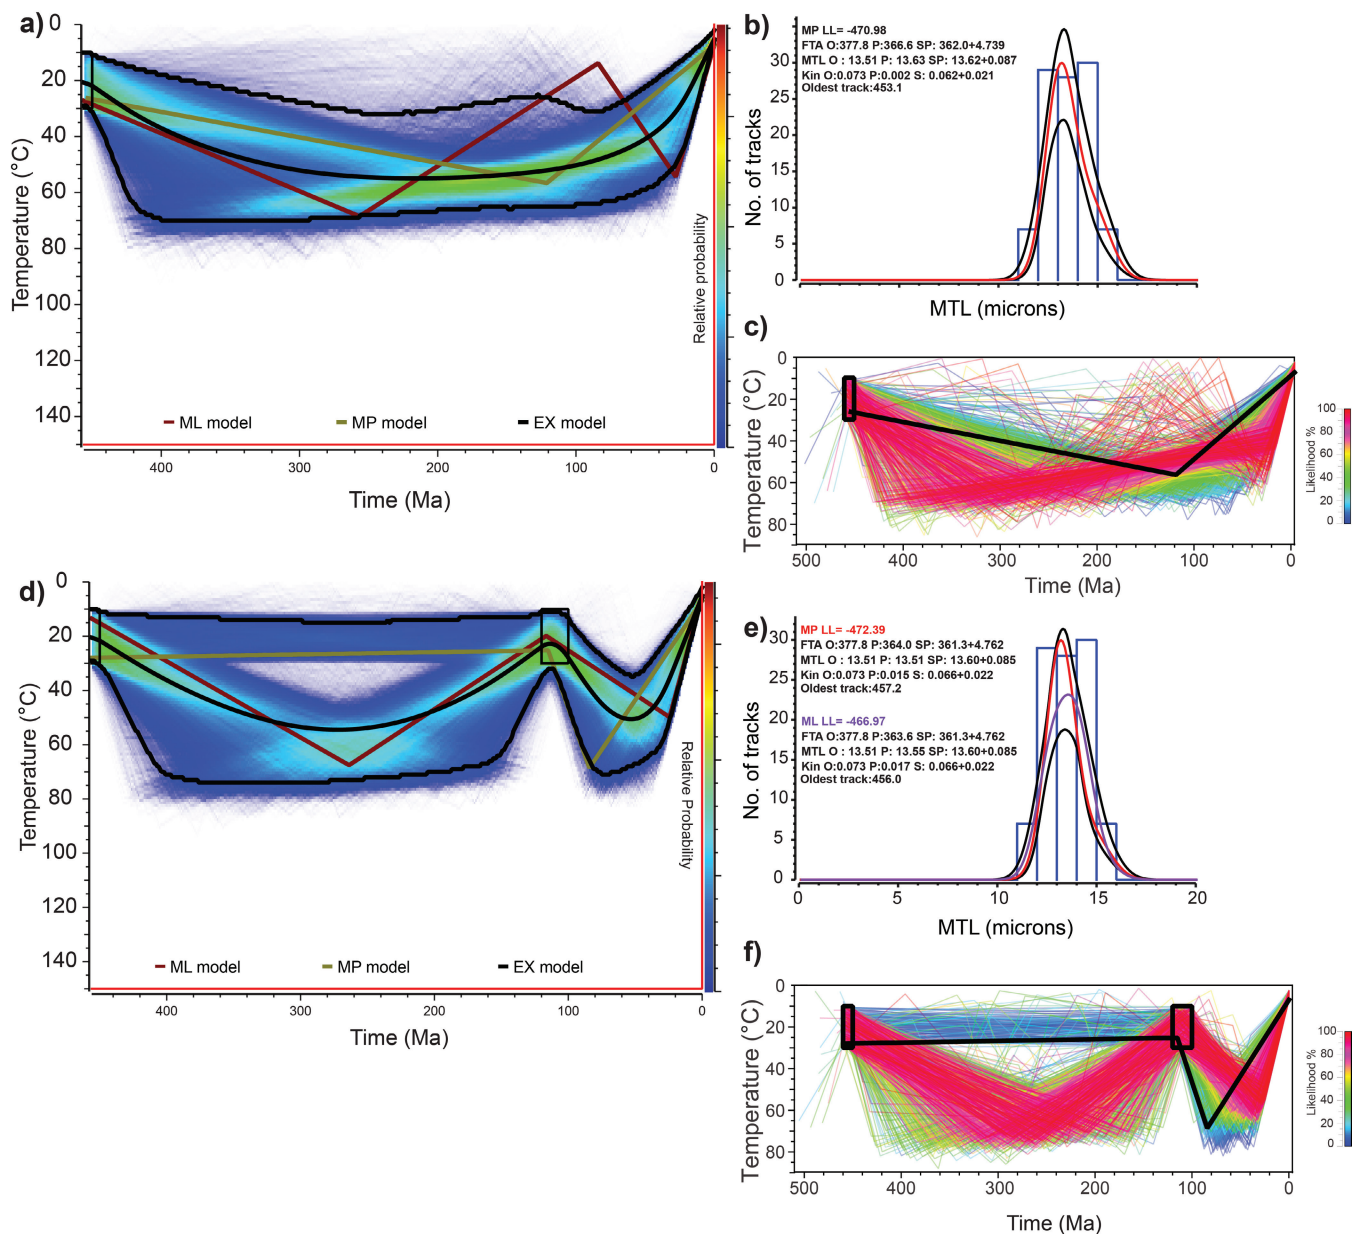 a)
0
20
40
60
80
100
120
140
Temperature (°C)
400
300
200
100
0
Time (Ma)
ML model
MP model
EX model
Relative probability
b)
MP LL= -470.98
FTA O:377.8 P:366.6 SP: 362.0+4.739
MTL O : 13.51 P: 13.63 SP: 13.62+0.087
Kin O:0.073 P:0.002 S: 0.062+0.021
Oldest track:453.1
30
25
20
15
10
5
0
No. of tracks
MTL (microns)
c)
0
20
40
60
80
Temperature (°C)
500
400
300
200
100
0
Time (Ma)
100
80
60
40
20
0
Likelihood %
d)
0
20
40
60
80
100
120
140
Temperature (°C)
400
300
200
100
0
Time (Ma)
ML model
MP model
EX model
Relative Probability
e)
MP LL= -472.39
FTA O:377.8 P:364.0 SP: 361.3+4.762
MTL O : 13.51 P: 13.51 SP: 13.60+0.085
Kin O:0.073 P:0.015 S: 0.066+0.022
Oldest track:457.2
ML LL= -466.97
FTA O:377.8 P:363.6 SP: 361.3+4.762
MTL O : 13.51 P: 13.55 SP: 13.60+0.085
Kin O:0.073 P:0.017 S: 0.066+0.022
Oldest track:456.0
30
25
20
15
10
5
0
No. of tracks
0
5
10
15
20
MTL (microns)
f)
0
20
40
60
80
Temperature (°C)
500
400
300
200
100
0
Time (Ma)
100
80
60
40
20
0
Likelihood %